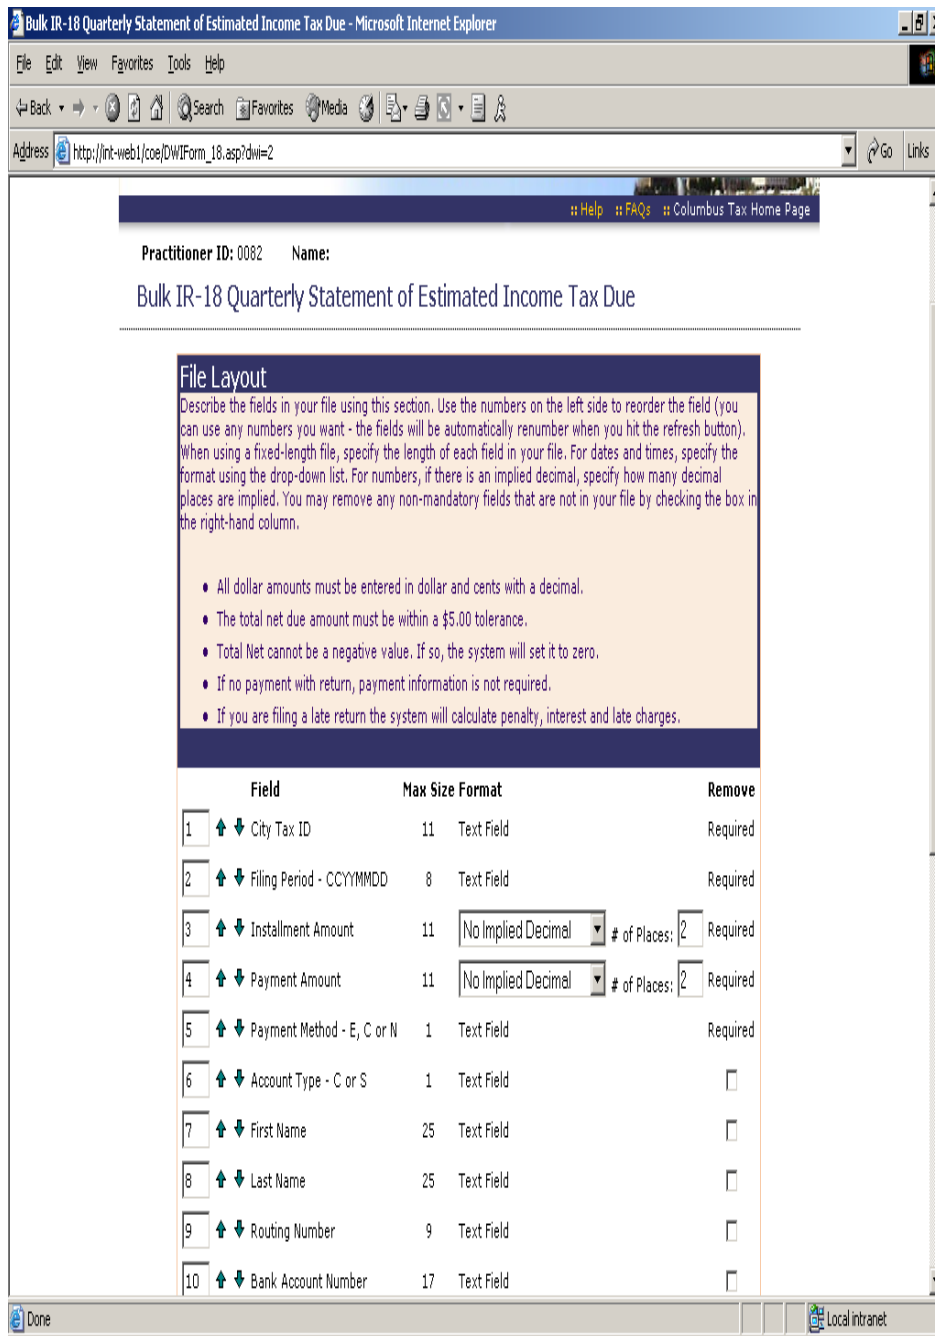 Bulk IR-18 Quarterly Statement of Estimated Income Tax Due - Microsoft Internet Explorer
File Edit View Favorites Tools Help
Back Search Favorites Media
Address http://int-web1/coe/DWIForm_18.asp?dwi=2 Go Links
:: Help :: FAQs :: Columbus Tax Home Page
Practitioner ID: 0082 Name:
Bulk IR-18 Quarterly Statement of Estimated Income Tax Due
File Layout
Describe the fields in your file using this section. Use the numbers on the left side to reorder the field (you
can use any numbers you want - the fields will be automatically renumber when you hit the refresh button).
When using a fixed-length file, specify the length of each field in your file. For dates and times, specify the
format using the drop-down list. For numbers, if there is an implied decimal, specify how many decimal
places are implied. You may remove any non-mandatory fields that are not in your file by checking the box in
the right-hand column.
• All dollar amounts must be entered in dollar and cents with a decimal.
• The total net due amount must be within a $5.00 tolerance.
• Total Net cannot be a negative value. If so, the system will set it to zero.
• If no payment with return, payment information is not required.
• If you are filing a late return the system will calculate penalty, interest and late charges.
Field Max Size Format Remove
1 City Tax ID 11 Text Field Required
2 Filing Period - CCYYMMDD 8 Text Field Required
3 Installment Amount 11 No Implied Decimal # of Places: 2 Required
4 Payment Amount 11 No Implied Decimal # of Places: 2 Required
5 Payment Method - E, C or N 1 Text Field Required
6 Account Type - C or S 1 Text Field
7 First Name 25 Text Field
8 Last Name 25 Text Field
9 Routing Number 9 Text Field
10 Bank Account Number 17 Text Field
Done Local intranet